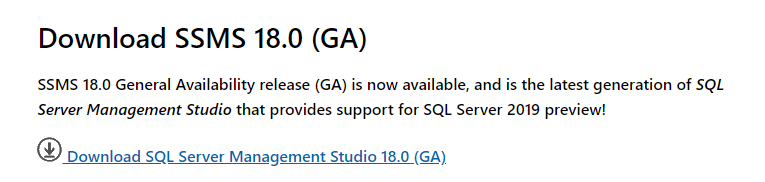 Download SSMS 18.0 (GA)
SSMS 18.0 General Availability release (GA) is now available, and is the latest generation of SQL
Server Management Studio that provides support for SQL Server 2019 preview!
Download SQL Server Management Studio 18.0 (GA)